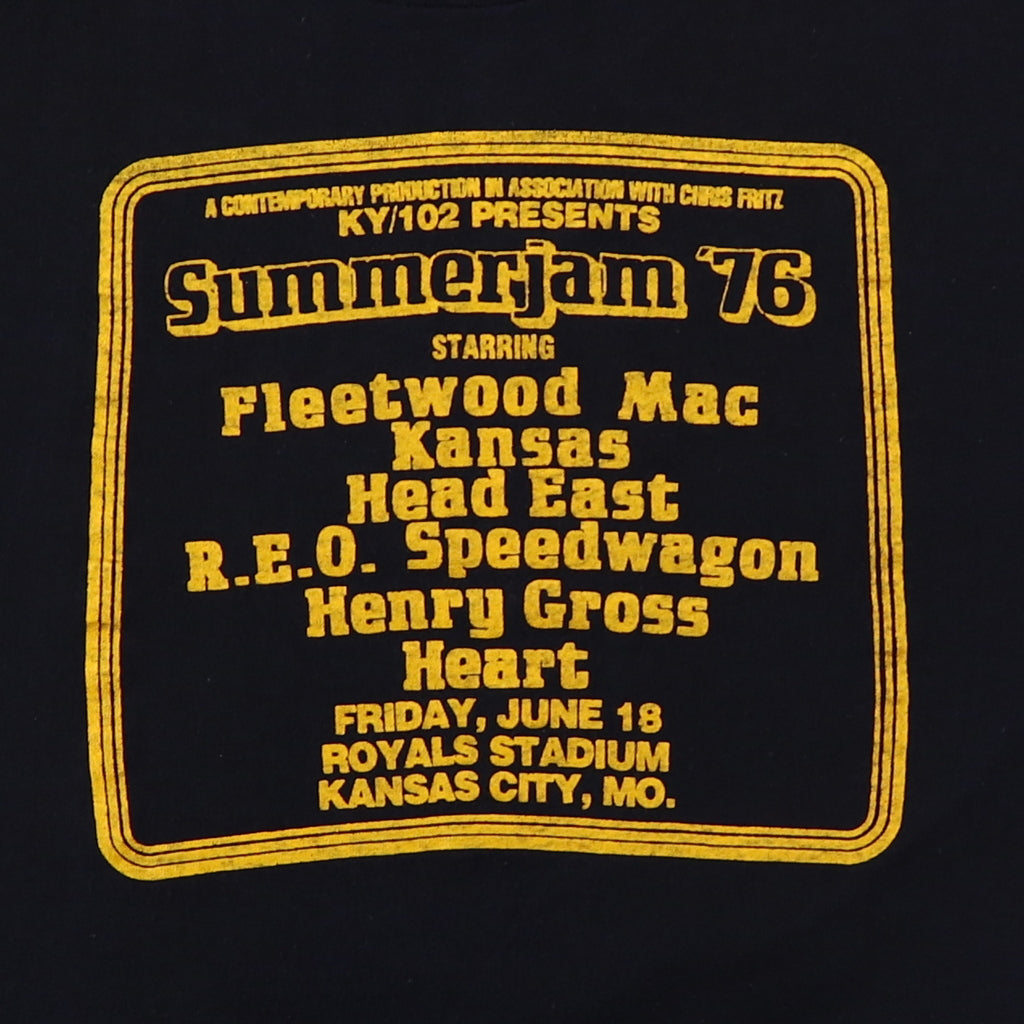 A CONTEMPORARY PRODUCTION IN ASSOCIATION WITH CHRIS FRITZ
KY/102 PRESENTS
Summerjam '76
STARRING
Fleetwood Mac
Kansas
Head East
R.E.O. Speedwagon
Henry Gross
Heart
FRIDAY, JUNE 18
ROYALS STADIUM
KANSAS CITY, MO.